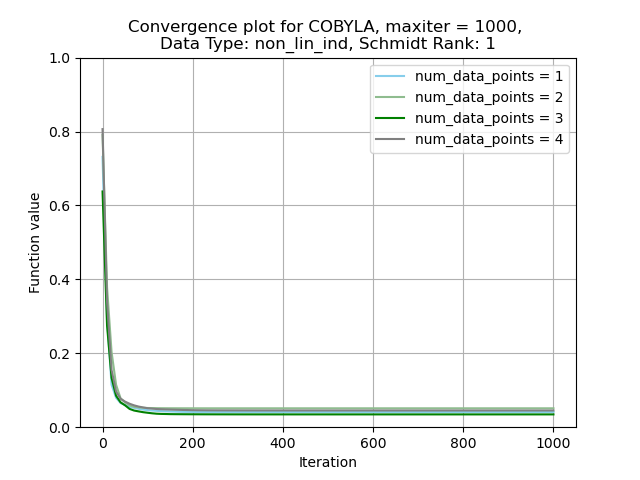 Convergence plot for COBYLA, maxiter = 1000,
Data Type: non_lin_ind, Schmidt Rank: 1
num_data_points = 1
num_data_points = 2
num_data_points = 3
num_data_points = 4
Function value
1.0
0.8
0.6
0.4
0.2
0.0
0 200 400 600 800 1000
Iteration